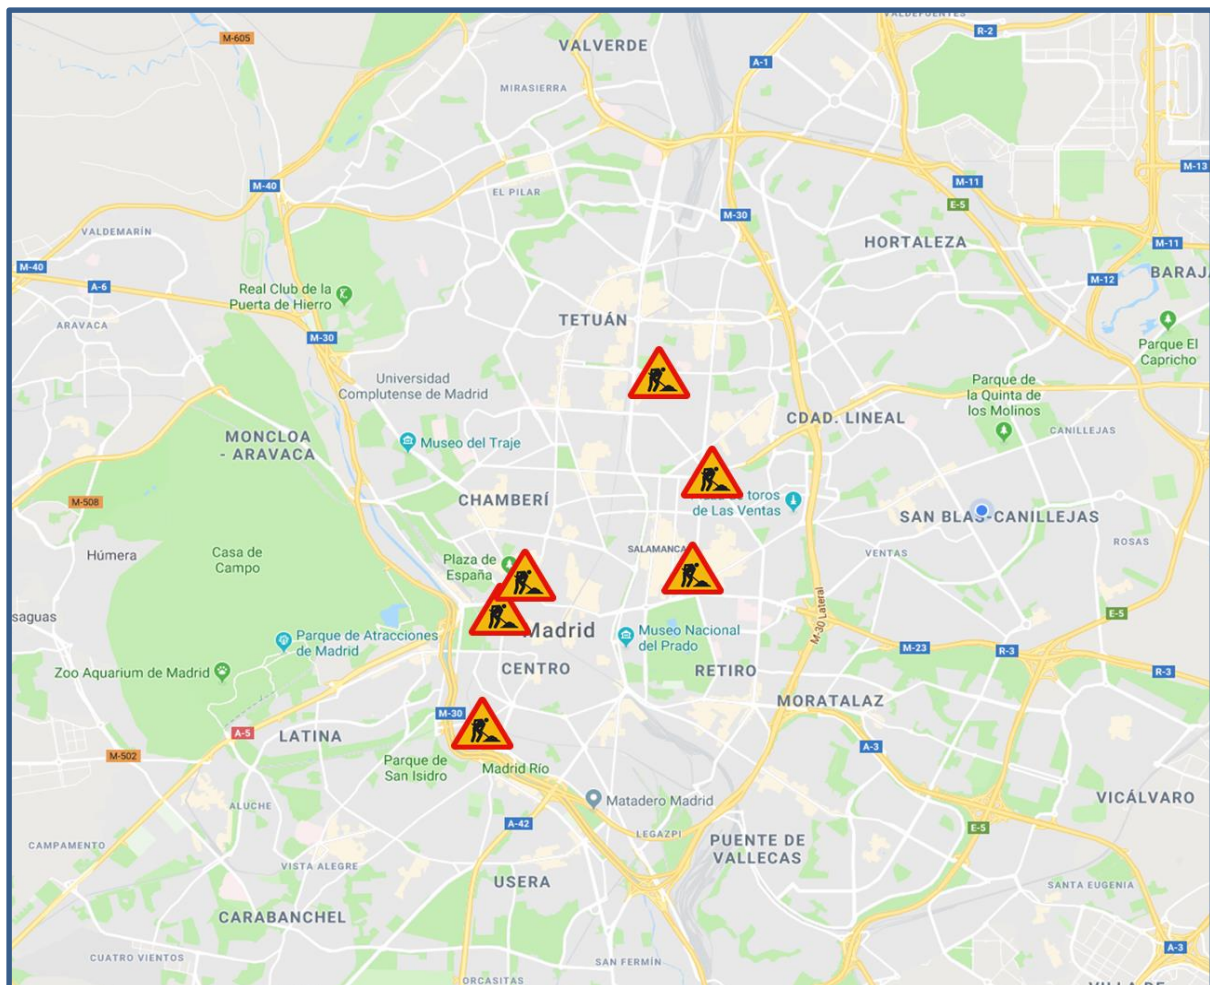 VALDEFUENTES
M-605
R-2
VALVERDE
A-1
MIRASIERRA
M-13
M-11
M-40
EL PILAR
E-5
M-30
VALDEMARÍN
HORTALEZA
M-11
M-40
BARAJ
M-12
A-6
Real Club de la
Puerta de Hierro
TETUÁN
ARAVACA
M-30
Parque El
Capricho
Universidad
Complutense de Madrid
Parque de
la Quinta de
los Molinos
CDAD. LINEAL
CANILLEJAS
MONCLOA
- ARAVACA
Museo del Traje
M-508
CHAMBERÍ
toros
de Las Ventas
SAN BLAS-CANILLEJAS
ROSAS
Húmera
Casa de
Campo
Plaza de
España
SALAMANCA
VENTAS
saguas
M-30 Lateral
E-5
Parque de Atracciones
de Madrid
Madrid
Museo Nacional
del Prado
M-23
R-3
R-3
Zoo Aquarium de Madrid
CENTRO
RETIRO
MORATALAZ
M-30
A-5
LATINA
A-3
M-502
Parque de
San Isidro
Madrid Río
ALUCHE
Matadero Madrid
VICÁLVARO
A-42
LEGAZPI
E-5
CAMPAMENTO
PUENTE DE
VALLECAS
VISTA ALEGRE
USERA
SANTA EUGENIA
CARABANCHEL
A-3
CUATRO VIENTOS
SAN FERMÍN
ORCASITAS
VILLA DE